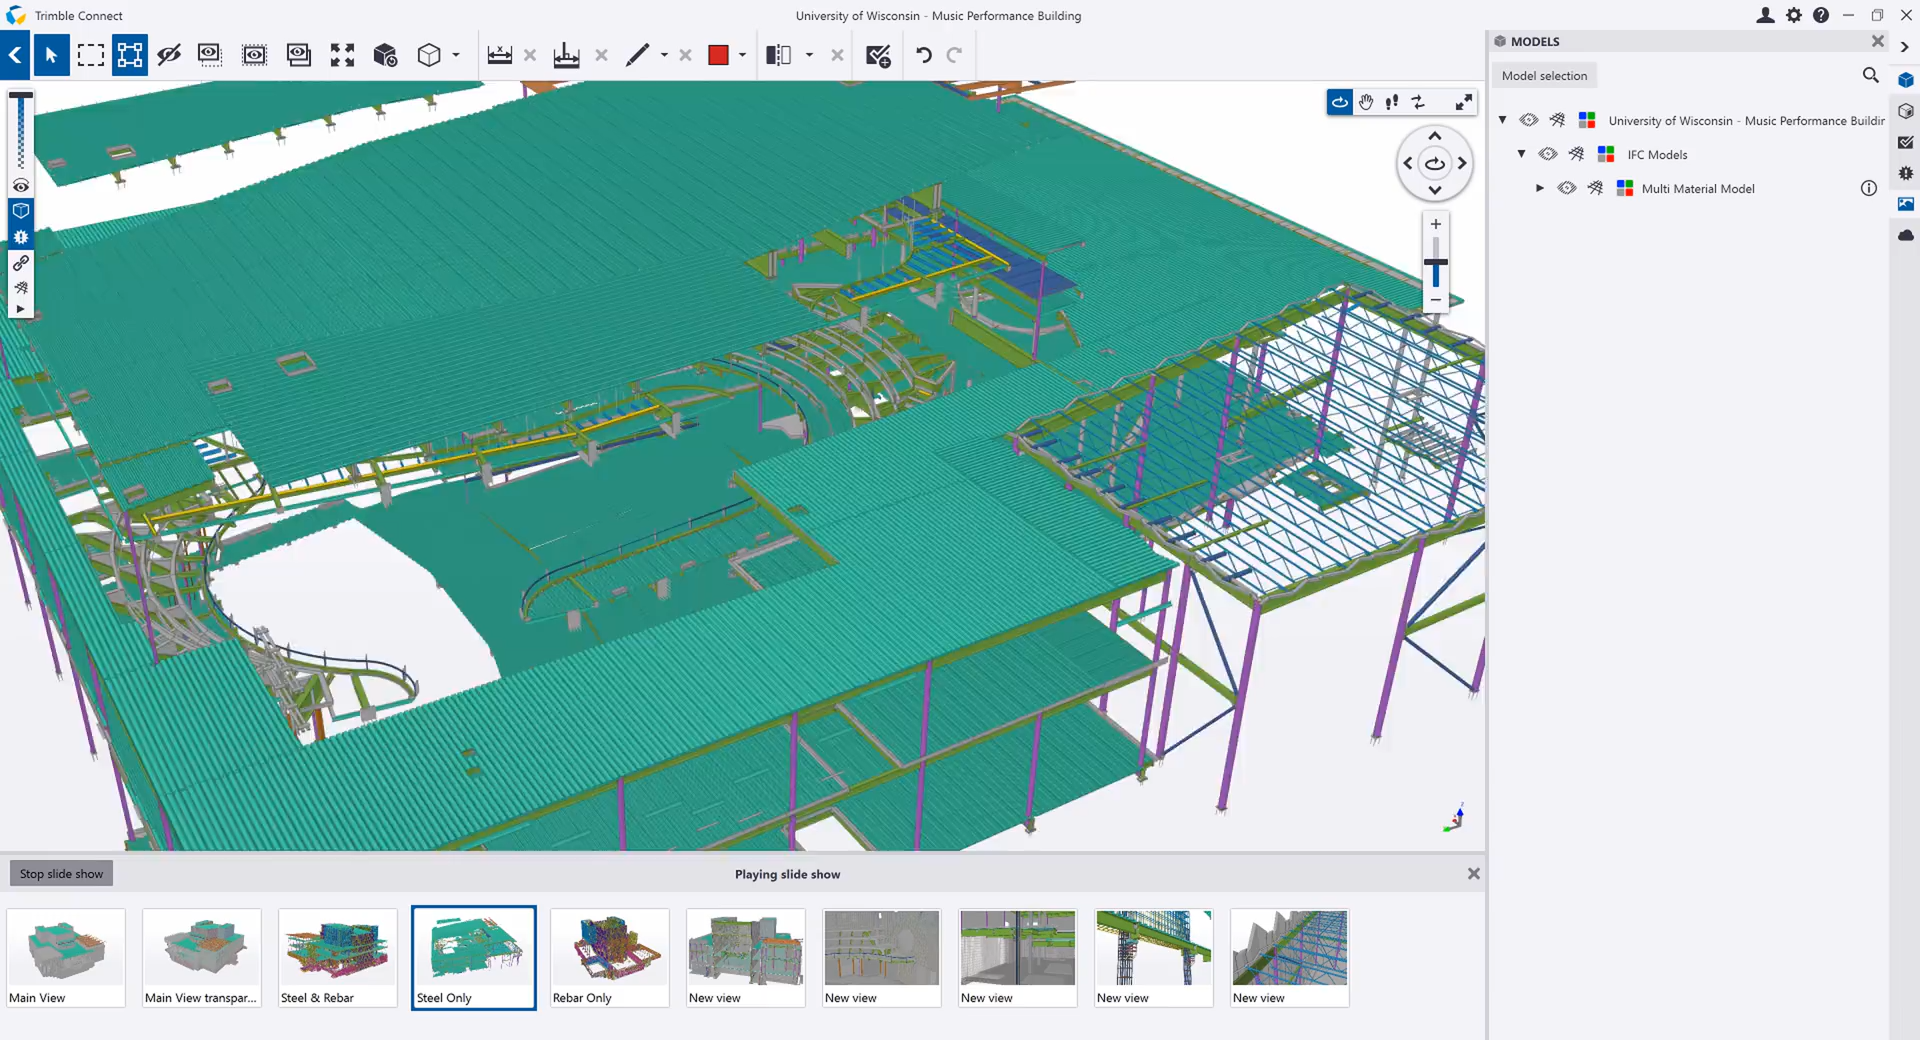 Trimble Connect
University of Wisconsin - Music Performance Building
MODELS
Model selection
University of Wisconsin - Music Performance Buildin
IFC Models
Multi Material Model
Stop slide show
Playing slide show
Main View
Main View transpar...
Steel & Rebar
Steel Only
Rebar Only
New view
New view
New view
New view
New view